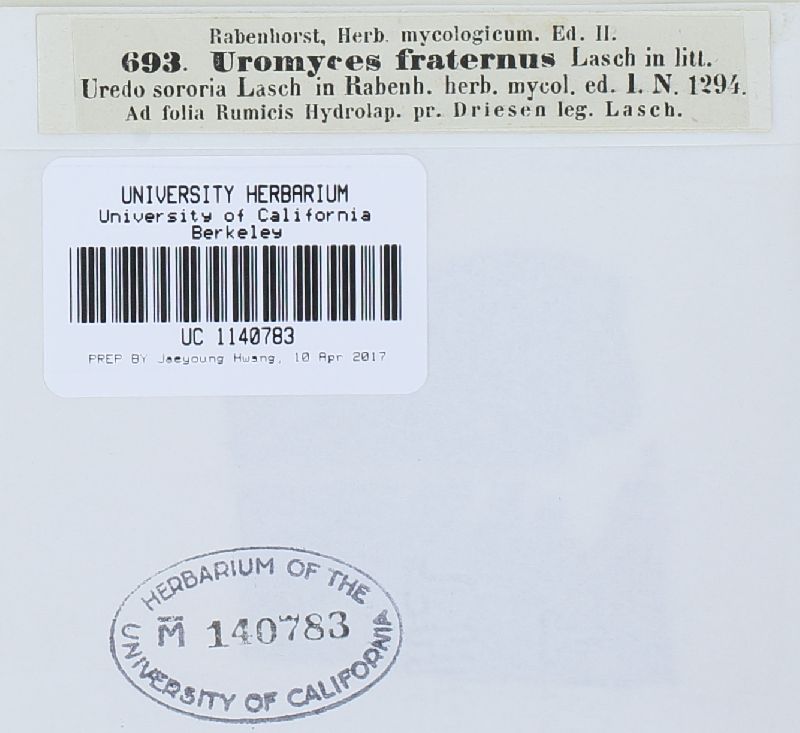 Rabenhorst, Herb. mycologicum. Ed. II.
693. Uromyces fraternus Lasch in litt.
Uredo sororia Lasch in Rabenh. herb. mycol. ed. I. N. 1294.
Ad folia Rumicis Hydrolap. pr. Driesen leg. Lasch.
UNIVERSITY HERBARIUM
University of California
Berkeley
UC 1140783
PREP BY Jaeyoung Hwang, 10 Apr 2017
HERBARIUM OF THE
M̅ 140783
UNIVERSITY OF CALIFORNIA